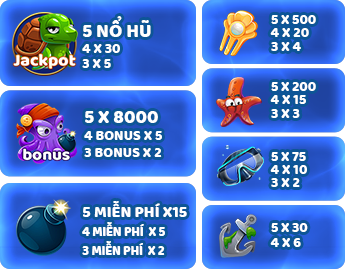 Jackpot
5 NỔ HŨ
4 X 30
3 X 5
bonus
5 X 8000
4 BONUS X 5
3 BONUS X 2
5 MIỄN PHÍ X15
4 MIỄN PHÍ X 5
3 MIỄN PHÍ X 2
5 X 500
4 X 20
3 X 4
5 X 200
4 X 15
3 X 3
5 X 75
4 X 10
3 X 2
5 X 30
4 X 6